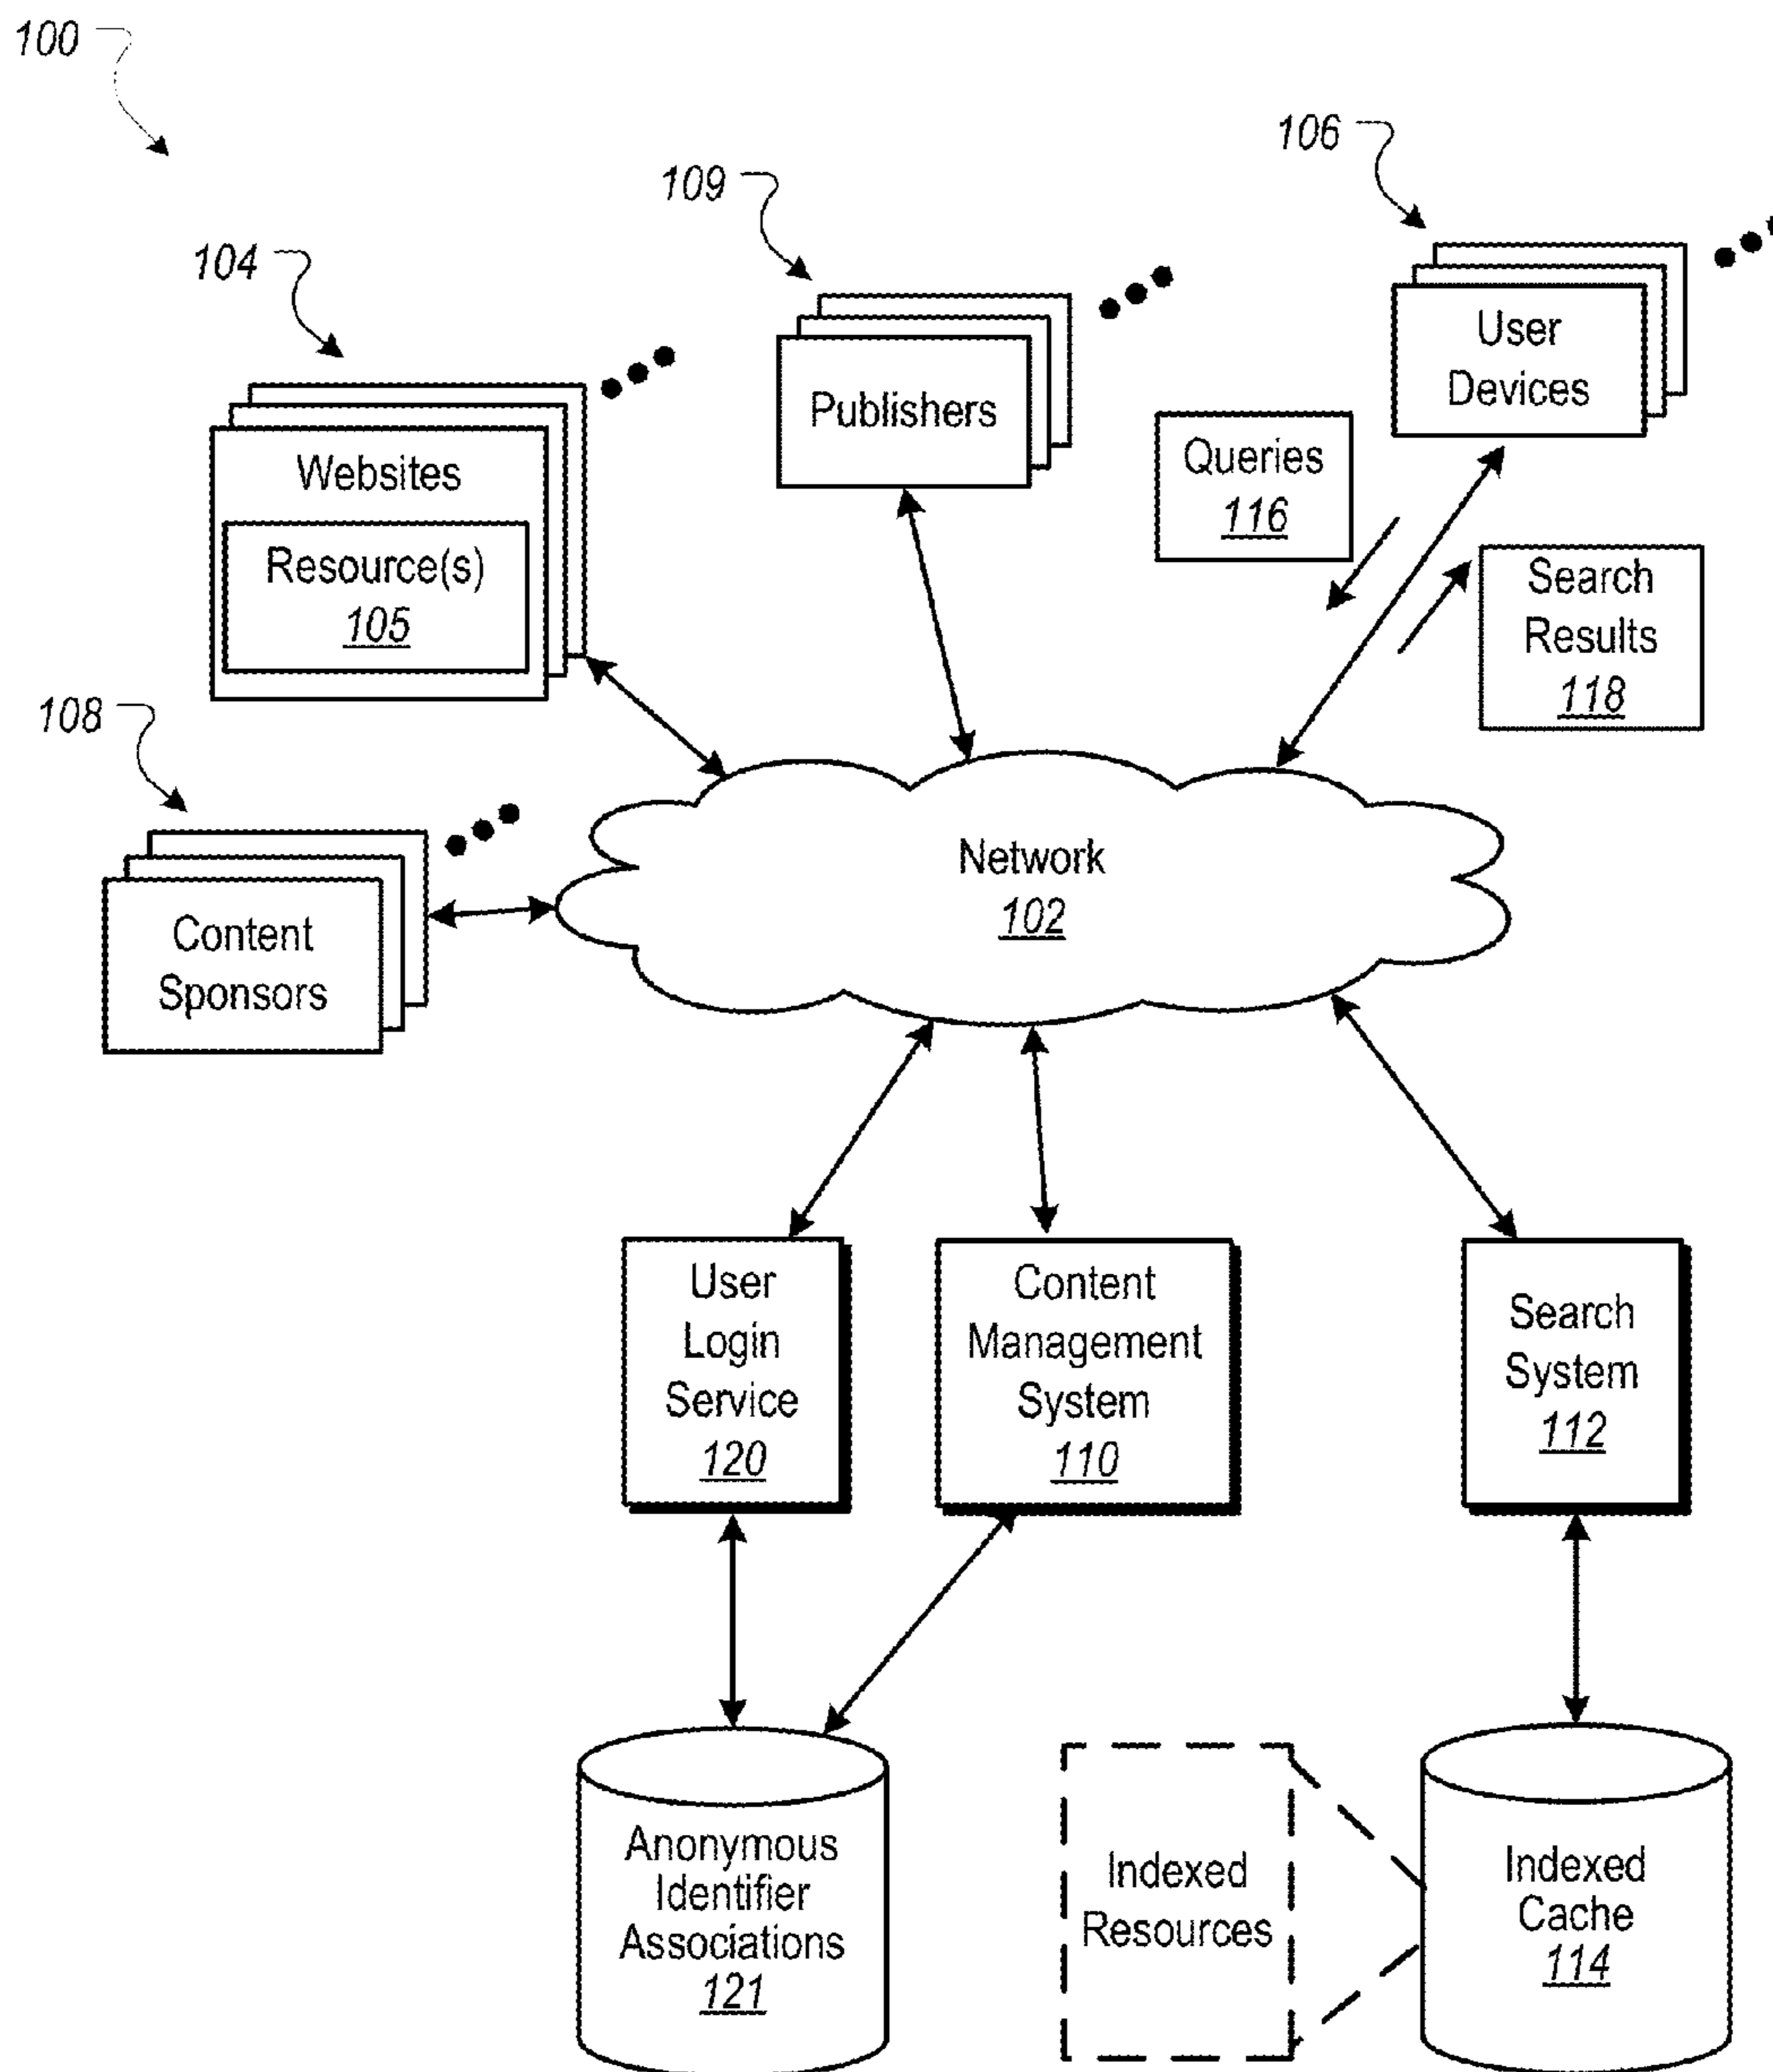 100
106
109
104
User
Devices
Publishers
Queries
116
Websites
Resource(s)
105
Search
Results
118
108
Network
102
Content
Sponsors
User
Login
Service
120
Content
Management
System
110
Search
System
112
Anonymous
Identifier
Associations
121
Indexed
Resources
Indexed
Cache
114